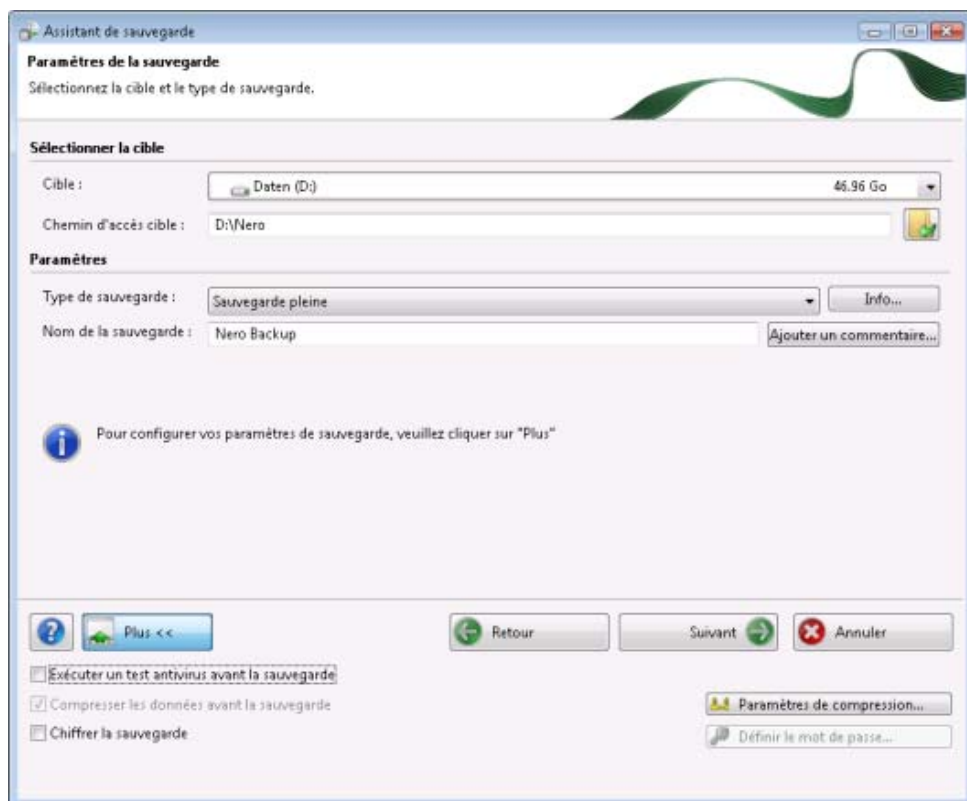 Assistant de sauvegarde
Paramètres de la sauvegarde
Sélectionnez la cible et le type de sauvegarde.
Sélectionner la cible
Cible : Daten (D:) 46.96 Go
Chemin d'accès cible : D:\Nero
Paramètres
Type de sauvegarde : Sauvegarde pleine Info...
Nom de la sauvegarde : Nero Backup Ajouter un commentaire...
Pour configurer vos paramètres de sauvegarde, veuillez cliquer sur "Plus"
Plus << Retour Suivant Annuler
Exécuter un test antivirus avant la sauvegarde
Compresser les données avant la sauvegarde Paramètres de compression...
Chiffrer la sauvegarde Définir le mot de passe...